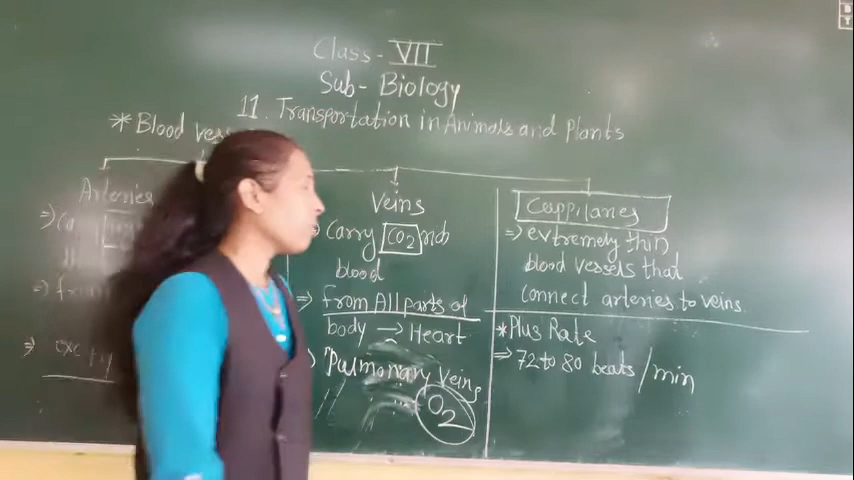 Class- VII
Sub- Biology
11. Transportation in Animals and Plants
*Blood vess
Arteries
Veins
⇒ Carry CO2 rich
blood
⇒ from All parts of
body → Heart
Pulmonary Veins
O2
Cappilanes
⇒ extremely thin
blood vessels that
connect arteries to veins.
*Plus Rate
⇒ 72 to 80 beats/min